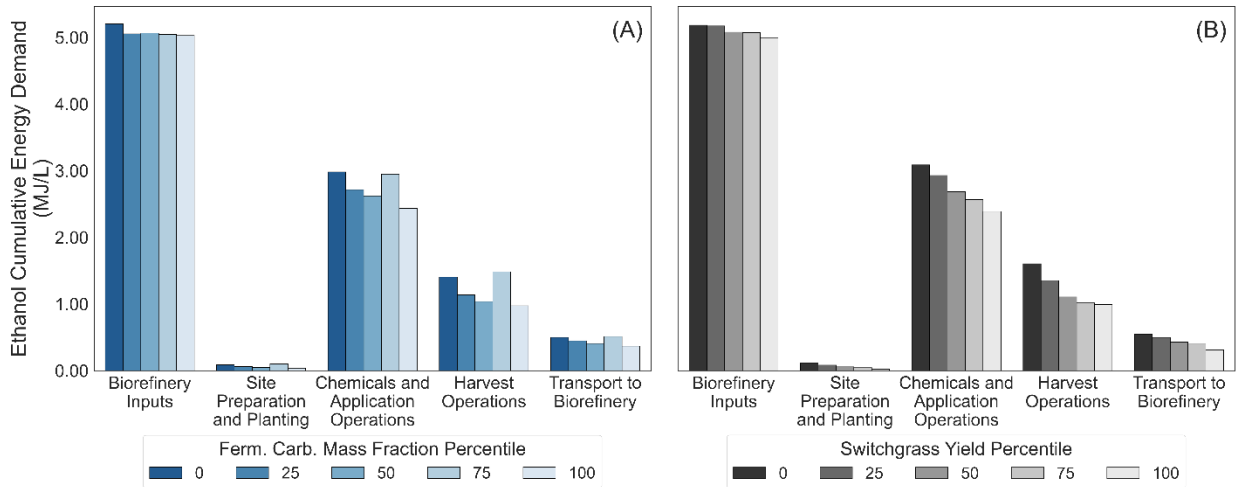 Ethanol Cumulative Energy Demand
(MJ/L)
5.00
4.00
3.00
2.00
1.00
0.00
(A)
Biorefinery
Inputs
Site
Preparation
and Planting
Chemicals and
Application
Operations
Harvest
Operations
Transport to
Biorefinery
Ferm. Carb. Mass Fraction Percentile
0 25 50 75 100
(B)
Biorefinery
Inputs
Site
Preparation
and Planting
Chemicals and
Application
Operations
Harvest
Operations
Transport to
Biorefinery
Switchgrass Yield Percentile
0 25 50 75 100